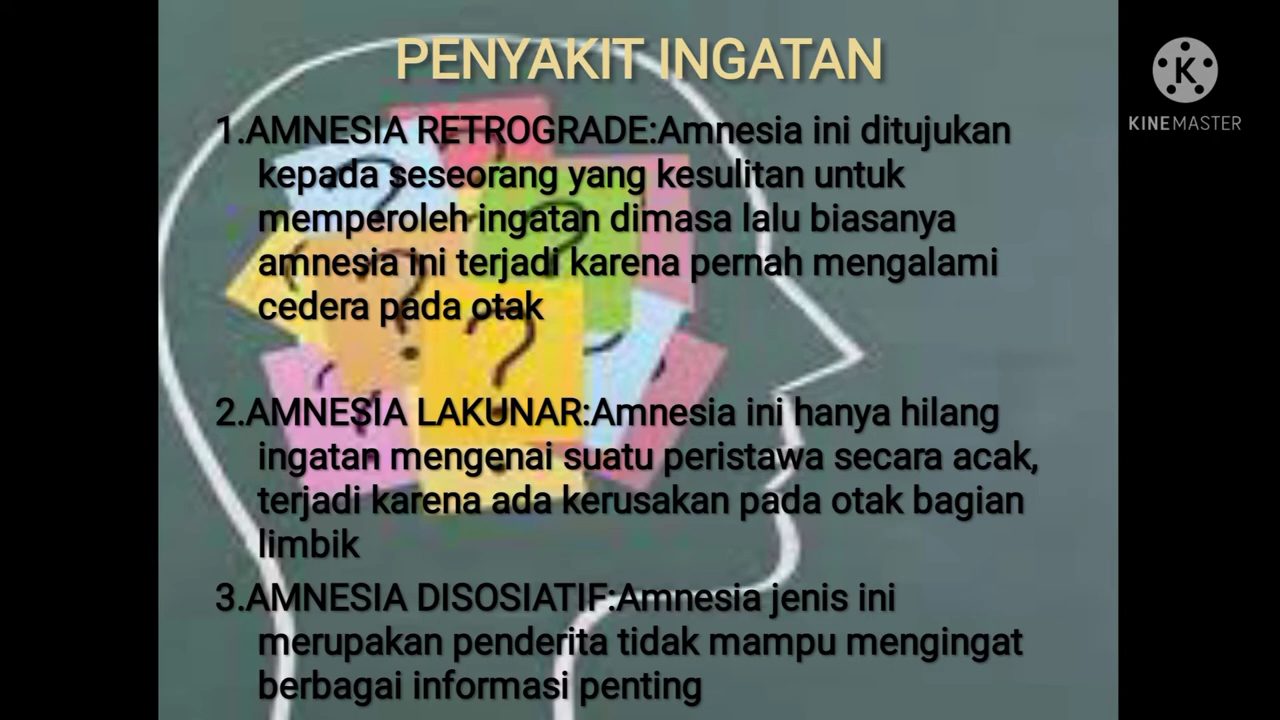 PENYAKIT INGATAN
1.AMNESIA RETROGRADE:Amnesia ini ditujukan
kepada seseorang yang kesulitan untuk
memperoleh ingatan dimasa lalu biasanya
amnesia ini terjadi karena pernah mengalami
cedera pada otak
2.AMNESIA LAKUNAR:Amnesia ini hanya hilang
ingatan mengenai suatu peristawa secara acak,
terjadi karena ada kerusakan pada otak bagian
limbik
3.AMNESIA DISOSIATIF:Amnesia jenis ini
merupakan penderita tidak mampu mengingat
berbagai informasi penting
K
KINEMASTER